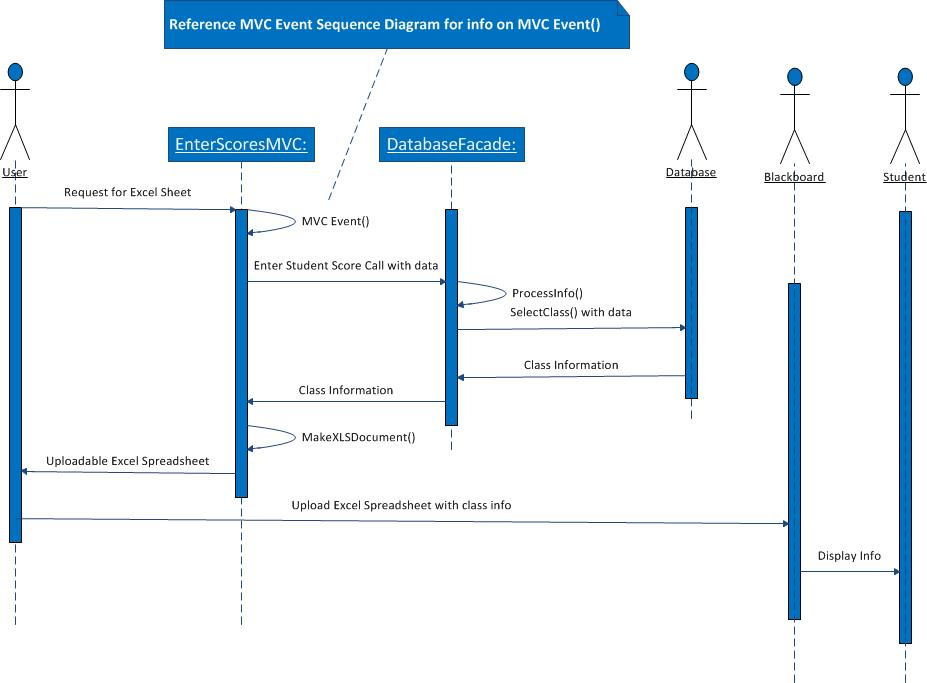 Reference MVC Event Sequence Diagram for info on MVC Event()
EnterScoresMVC:
DatabaseFacade:
User
Database
Blackboard
Student
Request for Excel Sheet
MVC Event()
Enter Student Score Call with data
ProcessInfo()
SelectClass() with data
Class Information
Class Information
MakeXLSDocument()
Uploadable Excel Spreadsheet
Upload Excel Spreadsheet with class info
Display Info